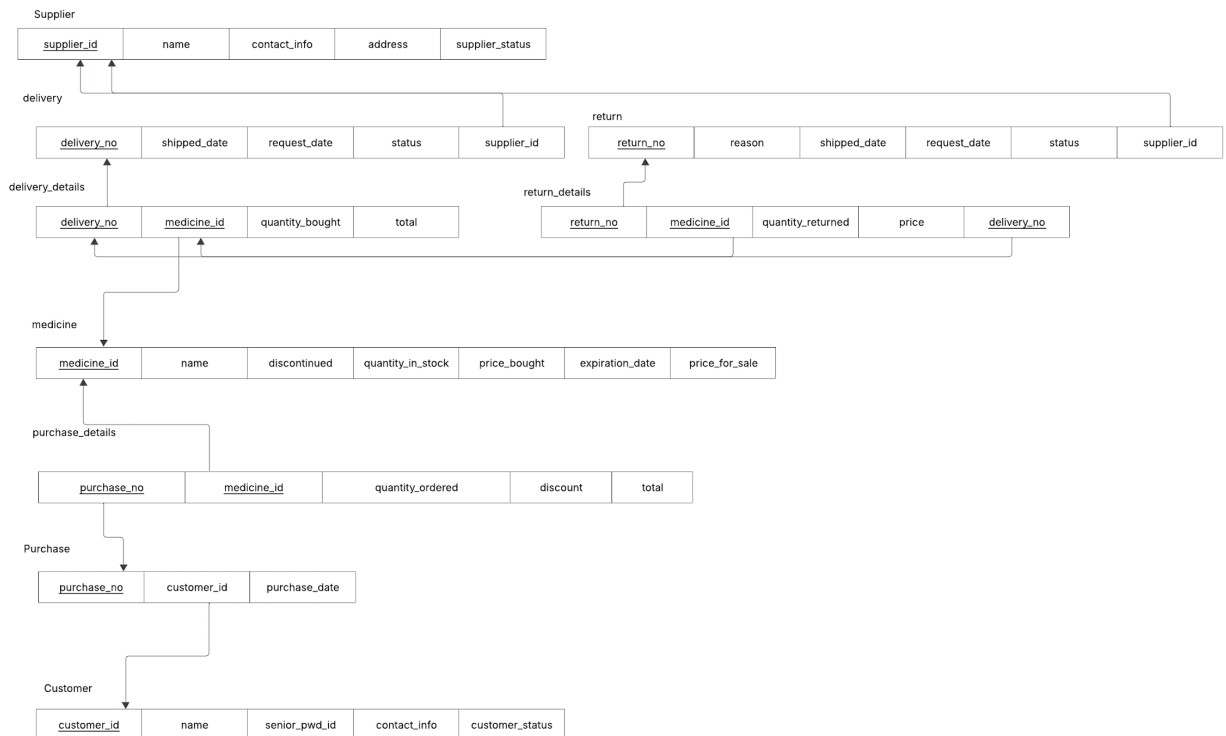 Supplier
supplier_id name contact_info address supplier_status
delivery
return
delivery_no shipped_date request_date status supplier_id
return_no reason shipped_date request_date status supplier_id
delivery_details
return_details
delivery_no medicine_id quantity_bought total
return_no medicine_id quantity_returned price delivery_no
medicine
medicine_id name discontinued quantity_in_stock price_bought expiration_date price_for_sale
purchase_details
purchase_no medicine_id quantity_ordered discount total
Purchase
purchase_no customer_id purchase_date
Customer
customer_id name senior_pwd_id contact_info customer_status